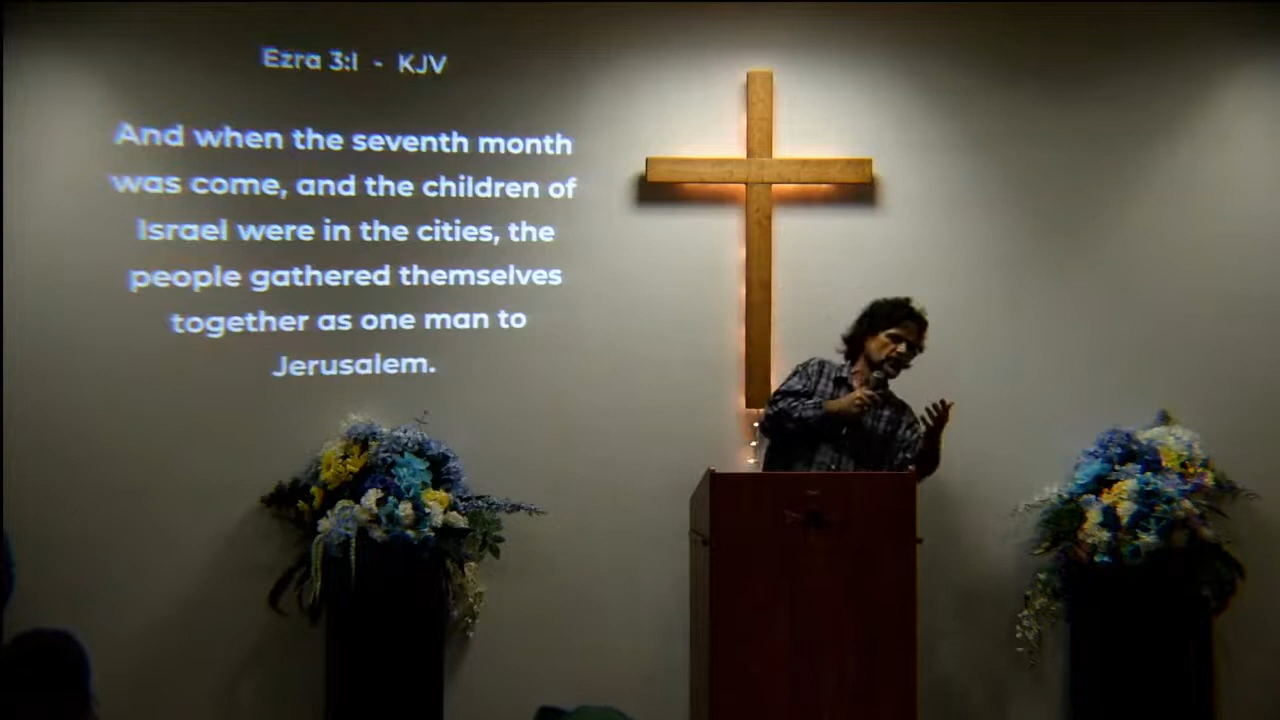 Ezra 3:1 - KJV
And when the seventh month
was come, and the children of
Israel were in the cities, the
people gathered themselves
together as one man to
Jerusalem.